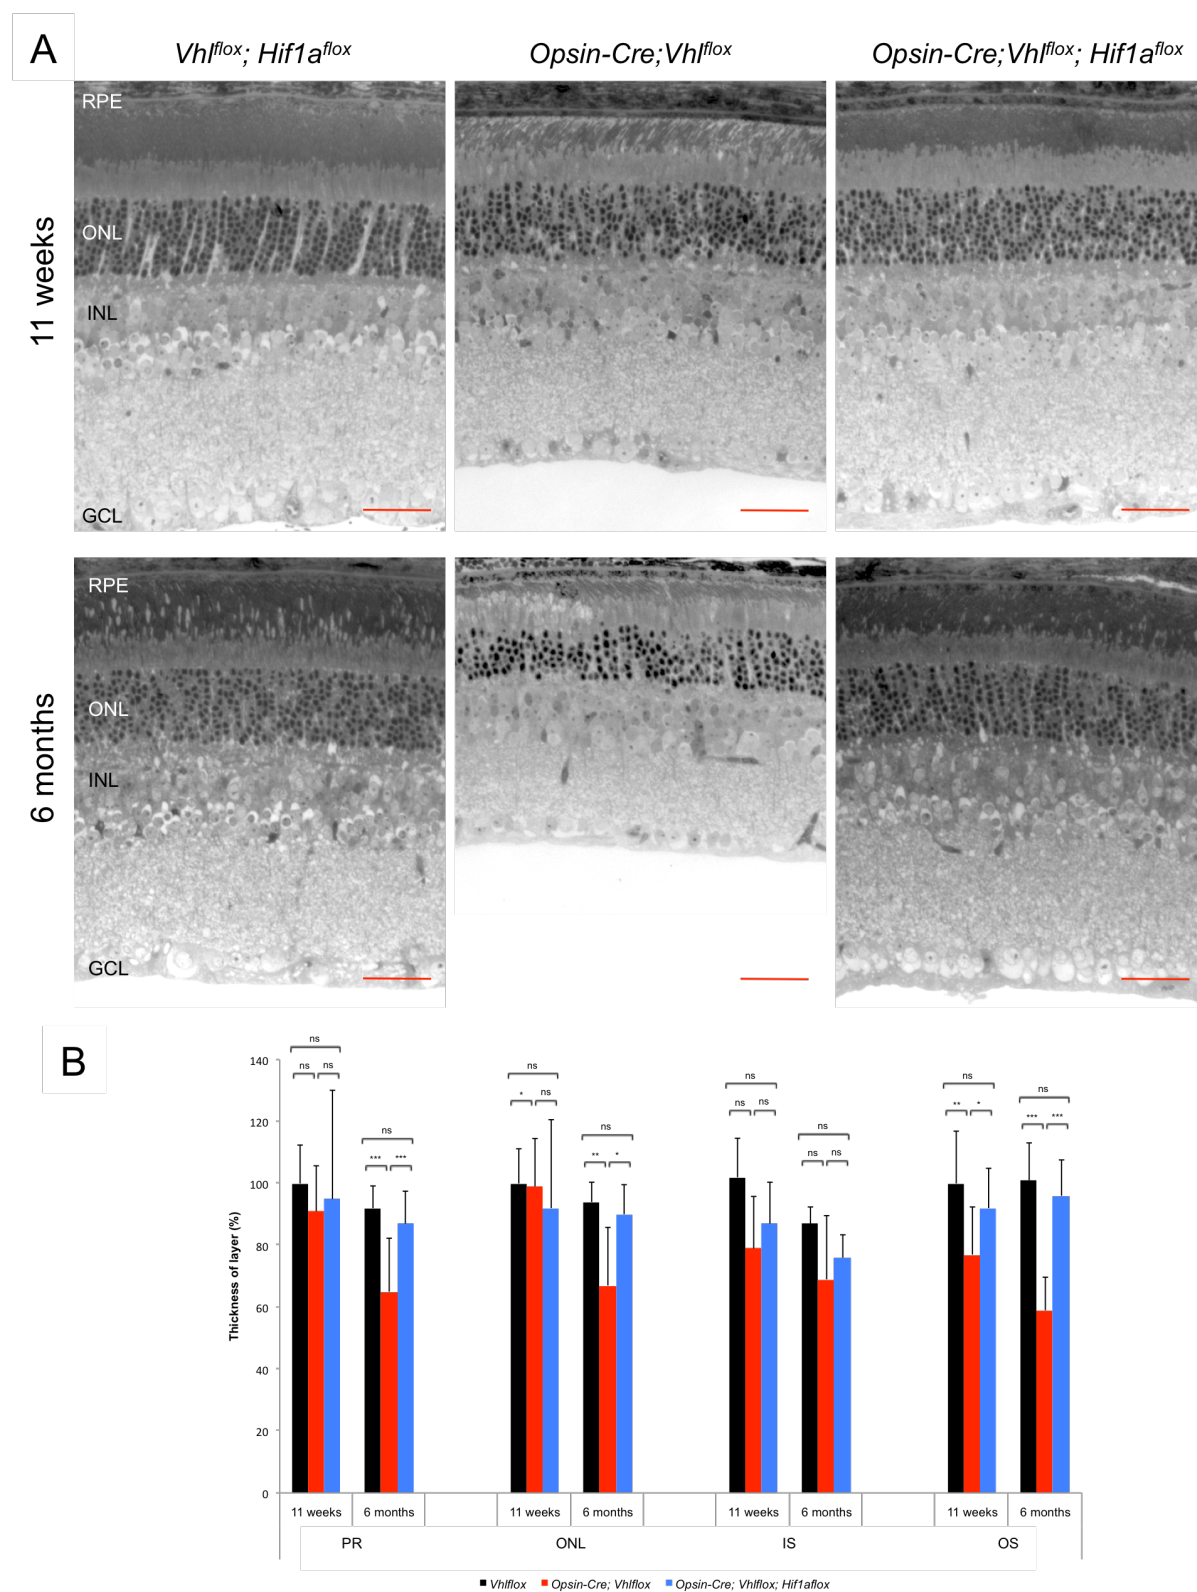 A
Vhlflox; Hif1aflox
Opsin-Cre;Vhlflox
Opsin-Cre;Vhlflox; Hif1aflox
11 weeks
RPE
ONL
INL
GCL
6 months
RPE
ONL
INL
GCL
B
Thickness of layer (%)
140
120
100
80
60
40
20
0
ns
ns ns
ns
*** ***
ns
* ns
ns
** *
ns
ns ns
ns
ns ns
ns
** *
ns
*** ***
11 weeks 6 months 11 weeks 6 months 11 weeks 6 months 11 weeks 6 months
PR ONL IS OS
Vhlflox Opsin-Cre; Vhlflox Opsin-Cre; Vhlflox; Hif1aflox